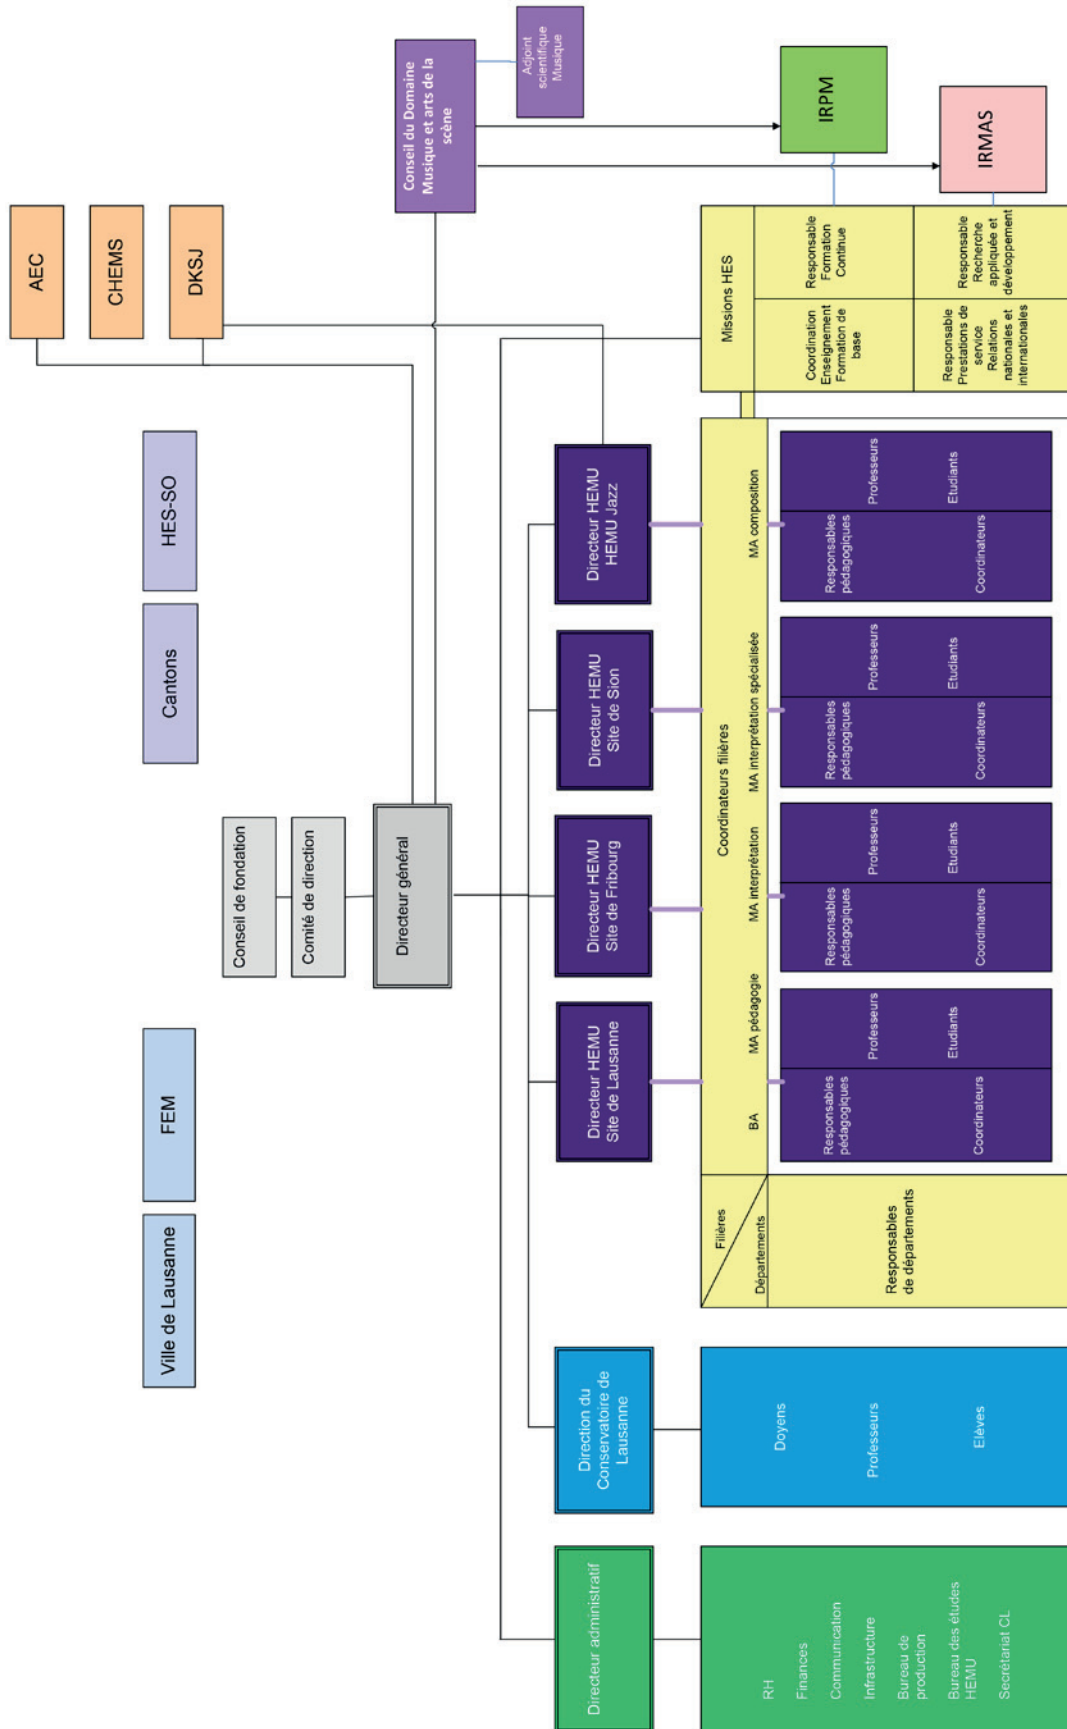 Ville de Lausanne
FEM
Cantons
HES-SO
AEC
CHEMS
DKSJ
Conseil de fondation
Comité de direction
Directeur général
Conseil du Domaine
Musique et arts de la
scène
Adjoint
scientifique
Musique
Directeur administratif
Direction du
Conservatoire de
Lausanne
Directeur HEMU
Site de Lausanne
Directeur HEMU
Site de Fribourg
Directeur HEMU
Site de Sion
Directeur HEMU
HEMU Jazz
IRPM
IRMAS
RH
Finances
Communication
Infrastructure
Bureau de
production
Bureau des études
HEMU
Secrétariat CL
Doyens
Professeurs
Elèves
Filières
Départements
Responsables
de départements
Coordinateurs filières
BA
MA pédagogie
MA interprétation
MA interprétation spécialisée
MA composition
Responsables
pédagogiques
Coordinateurs
Professeurs
Etudiants
Responsables
pédagogiques
Coordinateurs
Professeurs
Etudiants
Responsables
pédagogiques
Coordinateurs
Professeurs
Etudiants
Responsables
pédagogiques
Coordinateurs
Professeurs
Etudiants
Missions HES
Coordination
Enseignement
Formation de
base
Responsable
Formation
Continue
Responsable
Prestations de
service
Relations
nationales et
internationales
Responsable
Recherche
appliquée et
développement